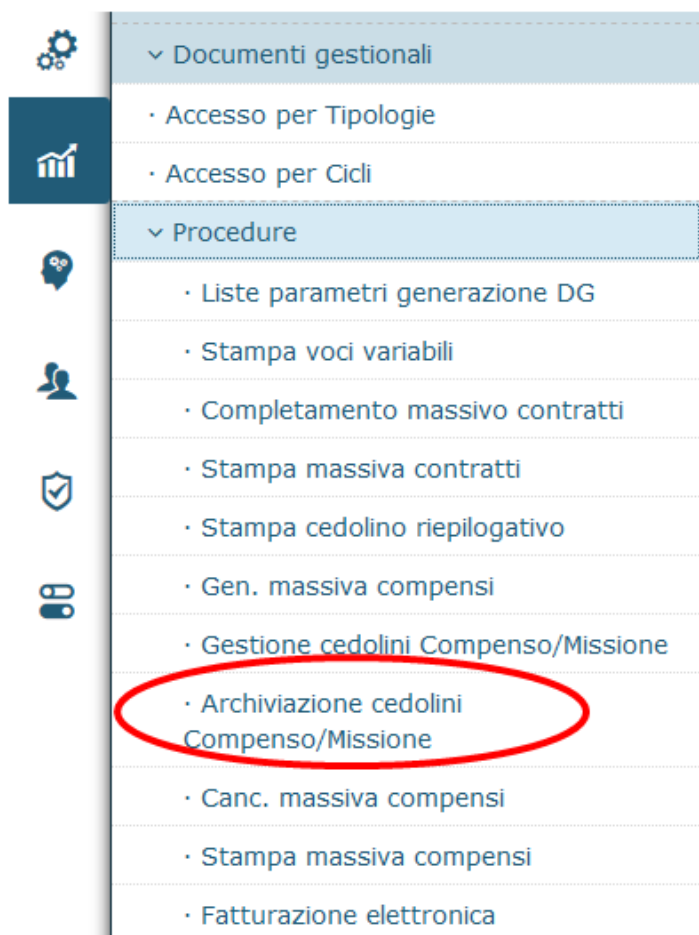 Documenti gestionali
· Accesso per Tipologie
· Accesso per Cicli
Procedure
· Liste parametri generazione DG
· Stampa voci variabili
· Completamento massivo contratti
· Stampa massiva contratti
· Stampa cedolino riepilogativo
· Gen. massiva compensi
· Gestione cedolini Compenso/Missione
· Archiviazione cedolini
Compenso/Missione
· Canc. massiva compensi
· Stampa massiva compensi
· Fatturazione elettronica